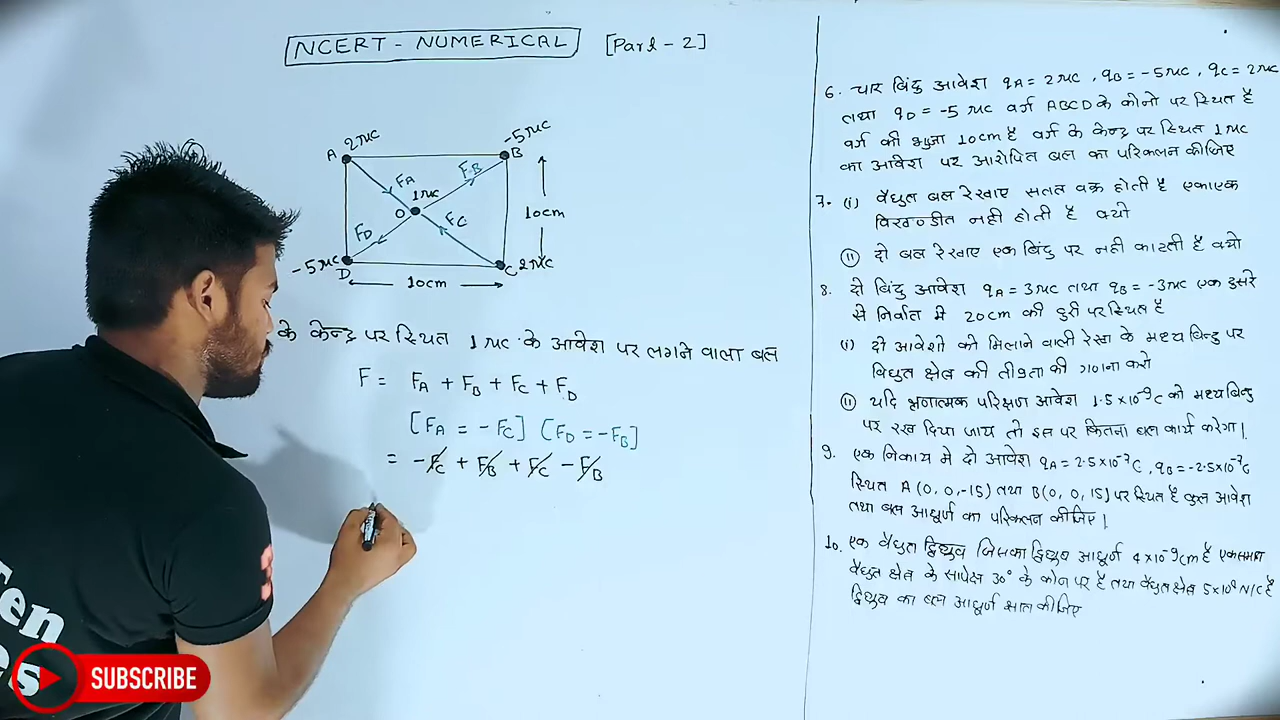 NCERT - NUMERICAL [Part - 2]
A 2μC
-5μC
B
FA
FB
1μC
O
FC
FD
10cm
-5μC
D
C 2μC
10cm
के केन्द्र पर स्थित 1μC के आवेश पर लगने वाला बल
F = FA + FB + FC + FD
[FA = -FC] (FD = -FB]
= -FC + FB + FC - FB
6. चार बिंदु आवेश qA = 2μC, qB = -5μC, qC = 2μC
तथा qD = -5μC वर्ग ABCD के कोनो पर स्थित है
वर्ग की भुजा 10cm है वर्ग के केन्द्र पर स्थित 1μC
का आवेश पर आरोपित बल का परिकलन कीजिए
7. (i) वैधुत बल रेखाए सतत वक्र होती है एकाएक
विखण्डीत नही होती है क्यो
(ii) दो बल रेखाए एक बिंदु पर नही काटती है क्यो
8. दो बिंदु आवेश qA = 3μC तथा qB = -3μC एक दुसरे
से निर्वात मे 20cm की दुरी पर स्थित है
(i) दो आवेशो को मिलाने वाली रेखा के मध्य बिन्दु पर
विधुत क्षेत्र की तीव्रता की गणना करो
(ii) यदि ऋणात्मक परिक्षण आवेश 1.5×10⁻⁹C को मध्य बिन्दु
पर रख दिया जाय तो इस पर कितना बल कार्य करेगा।
9. एक निकाय मे दो आवेश qA = 2.5×10⁻⁷C, qB = -2.5×10⁻⁷C
स्थित A(0, 0, -15) तथा B(0, 0, 15) पर स्थित है कुल आवेश
तथा बल आघूर्ण का परिकलन कीजिए।
10. एक वैधुत द्विध्रुव जिसका द्विध्रुव आघूर्ण 4×10⁻⁹cm है एकसमान
वैधुत क्षेत्र के सापेक्ष 30° के कोन पर है तथा वैधुत क्षेत्र 5×10⁴ N/C है
द्विध्रुव का बल आघूर्ण ज्ञात कीजिए
en
SUBSCRIBE